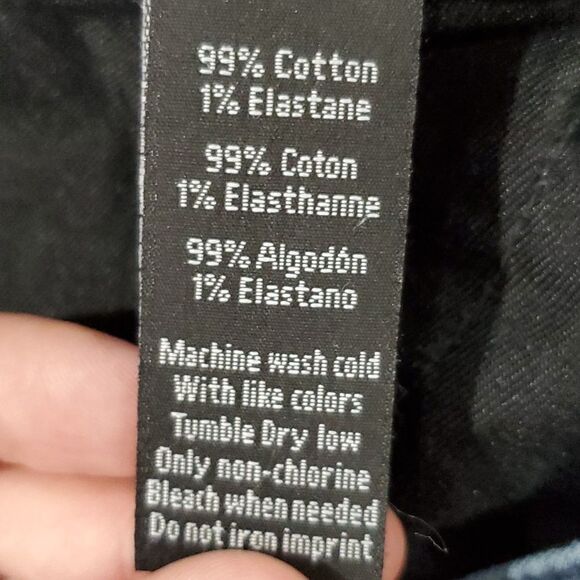 99% Cotton
1% Elastane
99% Coton
1% Elasthanne
99% Algodón
1% Elastano
Machine wash cold
With like colors
Tumble Dry low
Only non-chlorine
Bleach when needed
Do not iron imprint